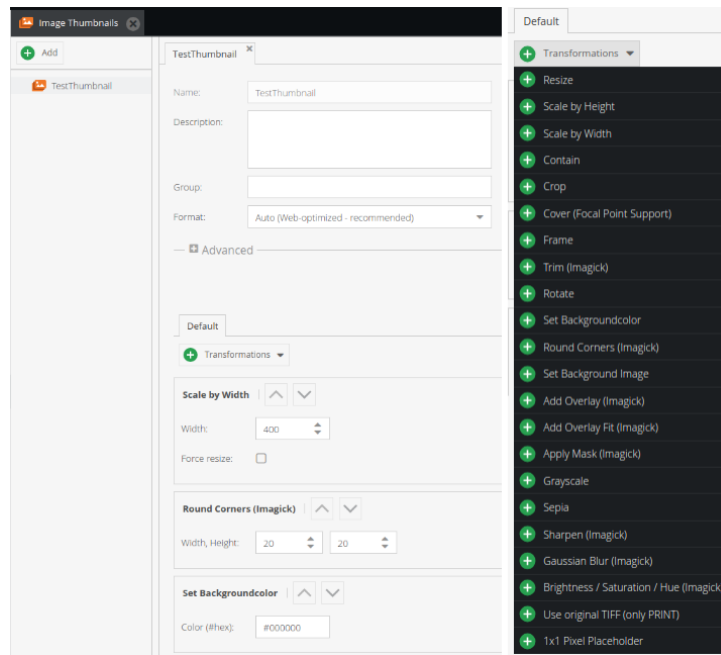 Image Thumbnails
Add
TestThumbnail
TestThumbnail
Name: TestThumbnail
Description:
Group:
Format: Auto (Web-optimized - recommended)
Advanced
Default
Transformations
Scale by Width
Width: 400
Force resize:
Round Corners (Imagick)
Width, Height: 20 20
Set Backgroundcolor
Color (#hex): #000000
Default
Transformations
Resize
Scale by Height
Scale by Width
Contain
Crop
Cover (Focal Point Support)
Frame
Trim (Imagick)
Rotate
Set Backgroundcolor
Round Corners (Imagick)
Set Background Image
Add Overlay (Imagick)
Add Overlay Fit (Imagick)
Apply Mask (Imagick)
Grayscale
Sepia
Sharpen (Imagick)
Gaussian Blur (Imagick)
Brightness / Saturation / Hue (Imagick
Use original TIFF (only PRINT)
1x1 Pixel Placeholder